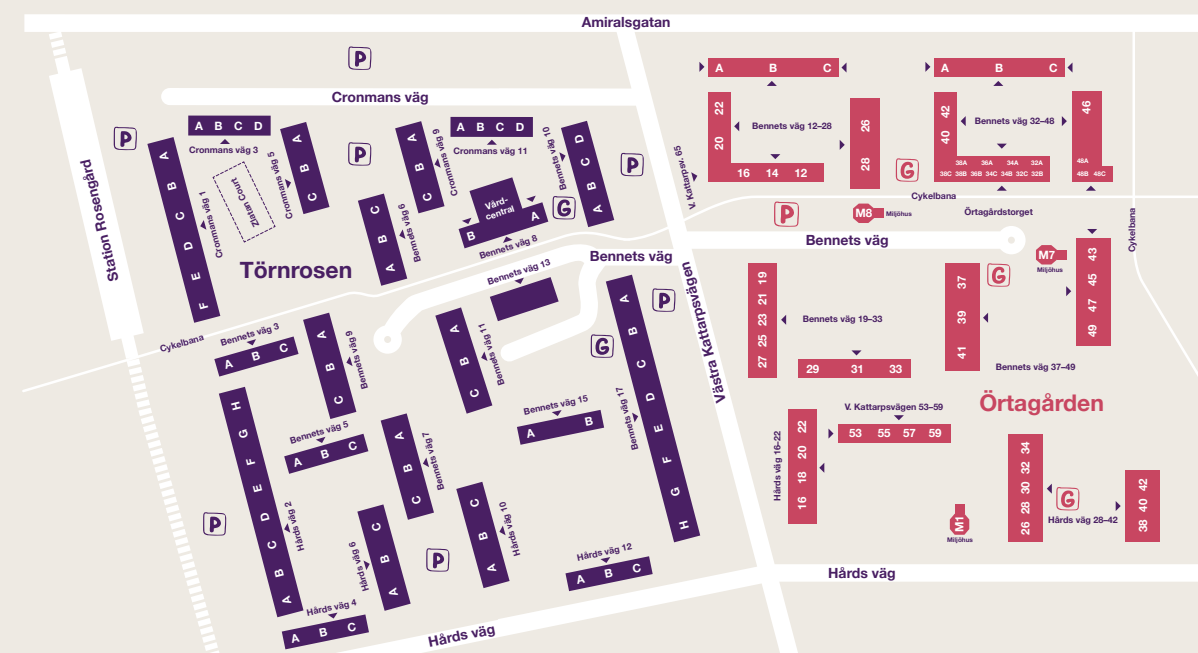 Amiralsgatan
Station Rosengård
P
Cronmans väg
P
A B C D
Cronmans väg 3
A B C D E F
Cronmans väg 1
Zlatan Court
A B C
Cronmans väg 5
P
A B C
Cronmans väg 9
A B C D
Cronmans väg 11
Bennets väg 10
A B C D
P
Vård-
central
B A
G
Bennets väg 8
A B C
Bennets väg 6
Törnrosen
Bennets väg 13
Bennets väg
Cykelbana
Bennets väg 3
A B C
A B C
Bennets väg 9
A B C
Bennets väg 11
P
G
A B C D E F G H
Bennets väg 17
Bennets väg 15
A B
Bennets väg 5
A B C
A B C
Bennets väg 7
A B C D E F G H
Hårds väg 2
P
A B C
Hårds väg 6
P
A B C
Hårds väg 10
Hårds väg 12
A B C
Hårds väg 4
A B C
Hårds väg
Västra Kattarpsvägen
V. Kattarpsv. 65
A B C
22
20
Bennets väg 12–28
16 14 12
26
28
A B C
42
40
Bennets väg 32–48
46
38A 36A 34A 32A
38C 38B 36B 34C 34B 32C 32B
48A
48B 48C
G
Cykelbana
P
M8
Miljöhus
Örtagårdstorget
Cykelbana
Bennets väg
M7
Miljöhus
43
45
47
49
G
37
39
41
Bennets väg 37–49
19
21
23
25
27
Bennets väg 19–33
29 31 33
Örtagården
V. Kattarpsvägen 53–59
53 55 57 59
Hårds väg 16–22
22
20
18
16
34
32
30
28
26
G
Hårds väg 28–42
42
40
38
M1
Miljöhus
Hårds väg